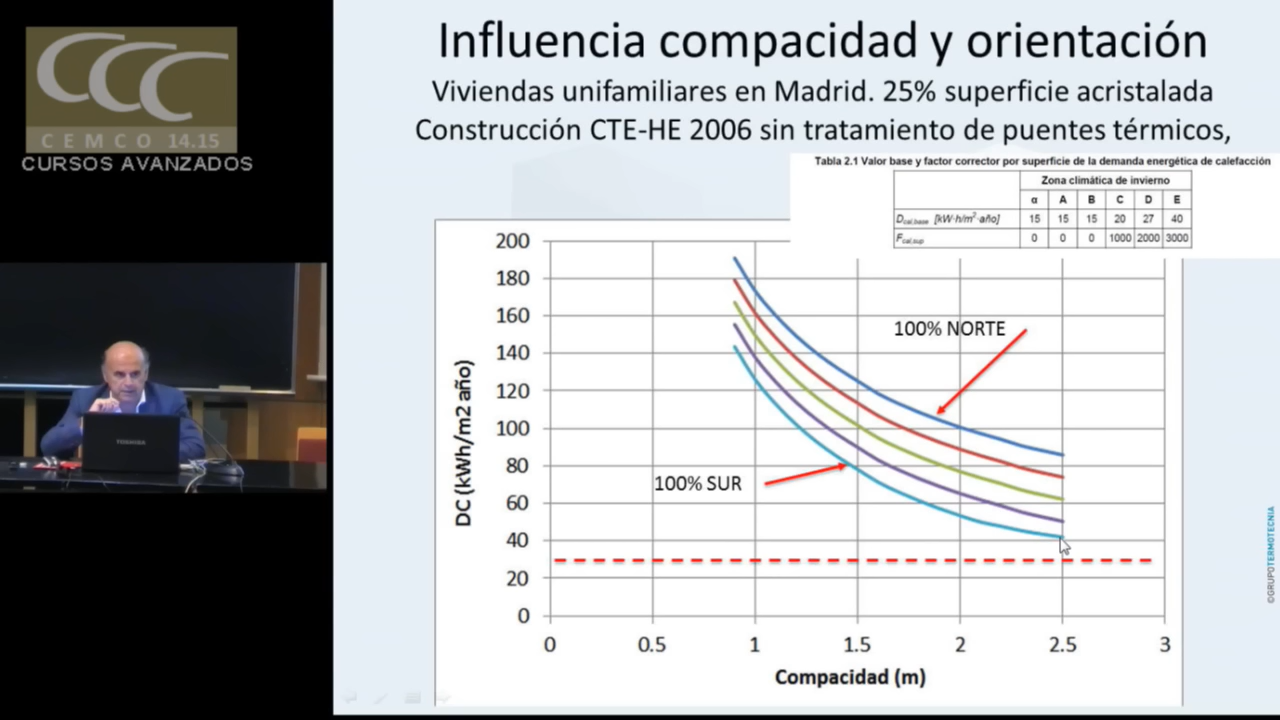 CCC
CEMCO 14.15
CURSOS AVANZADOS
TOSHIBA
Influencia compacidad y orientación
Viviendas unifamiliares en Madrid. 25% superficie acristalada
Construcción CTE-HE 2006 sin tratamiento de puentes térmicos,
Tabla 2.1 Valor base y factor corrector por superficie de la demanda energética de calefacción
Zona climática de invierno
α A B C D E
D cal,base [kW·h/m²·año] 15 15 15 20 27 40
F cal,sup 0 0 0 1000 2000 3000
DC (kWh/m2 año)
200
180
160
140
120
100
80
60
40
20
0
100% NORTE
100% SUR
0 0.5 1 1.5 2 2.5 3
Compacidad (m)
©GRUPOTERMOTECNIA